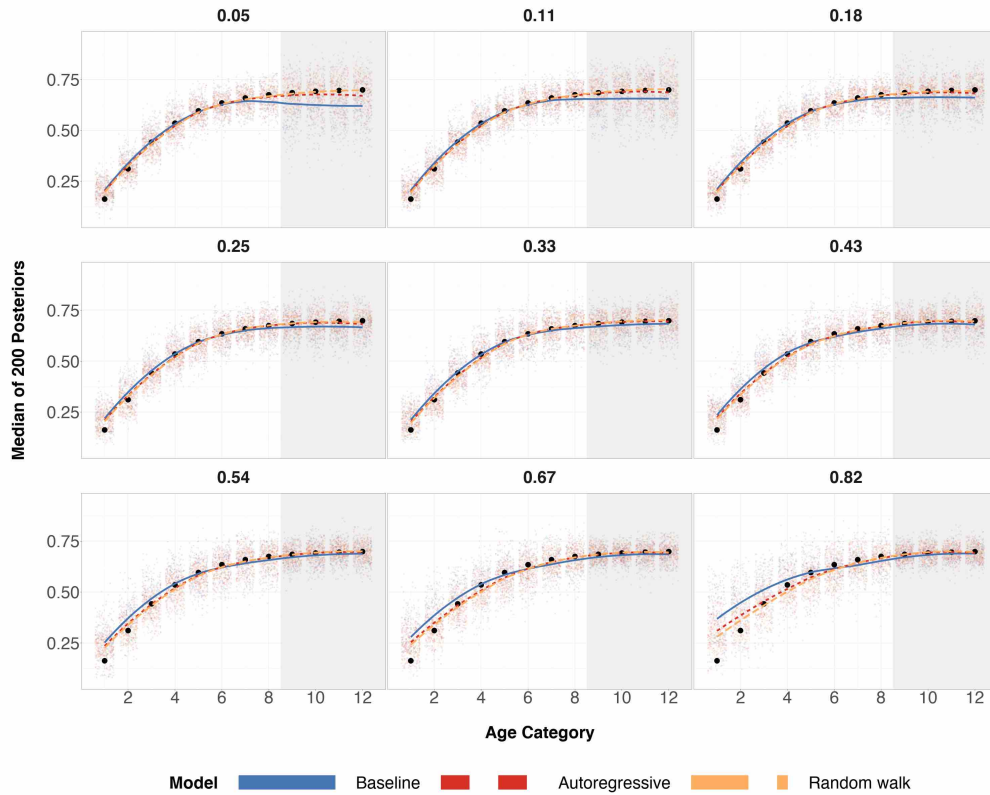 0.05 0.11 0.18
0.75
0.50
0.25
0.25 0.33 0.43
0.75
0.50
0.25
0.54 0.67 0.82
0.75
0.50
0.25
2 4 6 8 10 12 2 4 6 8 10 12 2 4 6 8 10 12
Median of 200 Posteriors
Age Category
Model Baseline Autoregressive Random walk